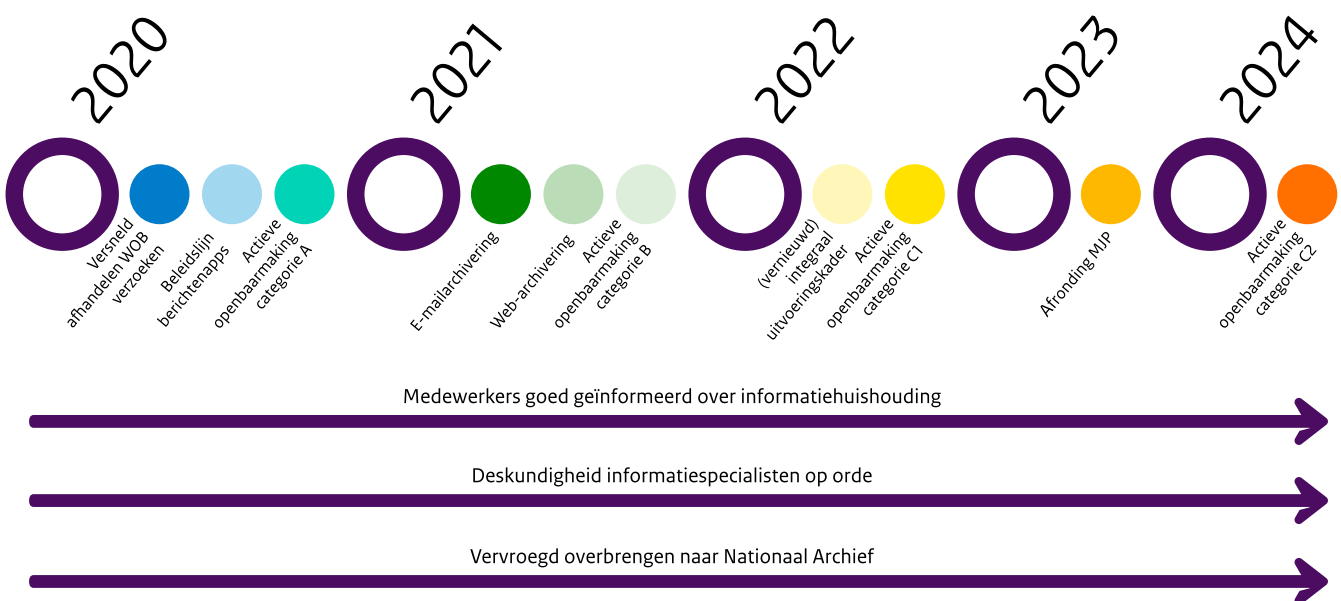 2020
2021
2022
2023
2024
Versneld
afhandelen WOB
verzoeken
Beleidslijn
berichtenapps
Actieve
openbaarmaking
categorie A
E-mailarchivering
Web-archivering
Actieve
openbaarmaking
categorie B
(vernieuwd)
integraal
uitvoeringskader
Actieve
openbaarmaking
categorie C1
Afronding MJP
Actieve
openbaarmaking
categorie C2
Medewerkers goed geïnformeerd over informatiehuishouding
Deskundigheid informatiespecialisten op orde
Vervroegd overbrengen naar Nationaal Archief